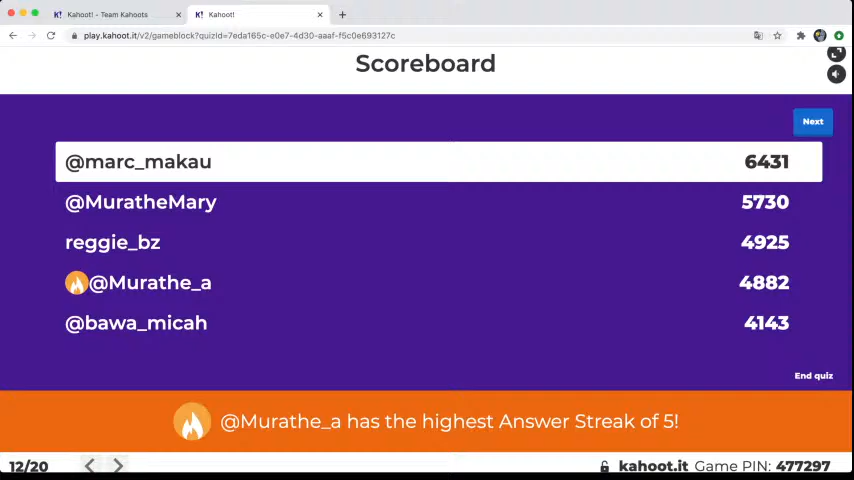 K! Kahoot! - Team Kahoots
K! Kahoot!
play.kahoot.it/v2/gameblock?quizId=7eda165c-e0e7-4d30-aaaf-f5c0e693127c
Scoreboard
Next
@marc_makau 6431
@MuratheMary 5730
reggie_bz 4925
@Murathe_a 4882
@bawa_micah 4143
End quiz
@Murathe_a has the highest Answer Streak of 5!
12/20
kahoot.it Game PIN: 477297